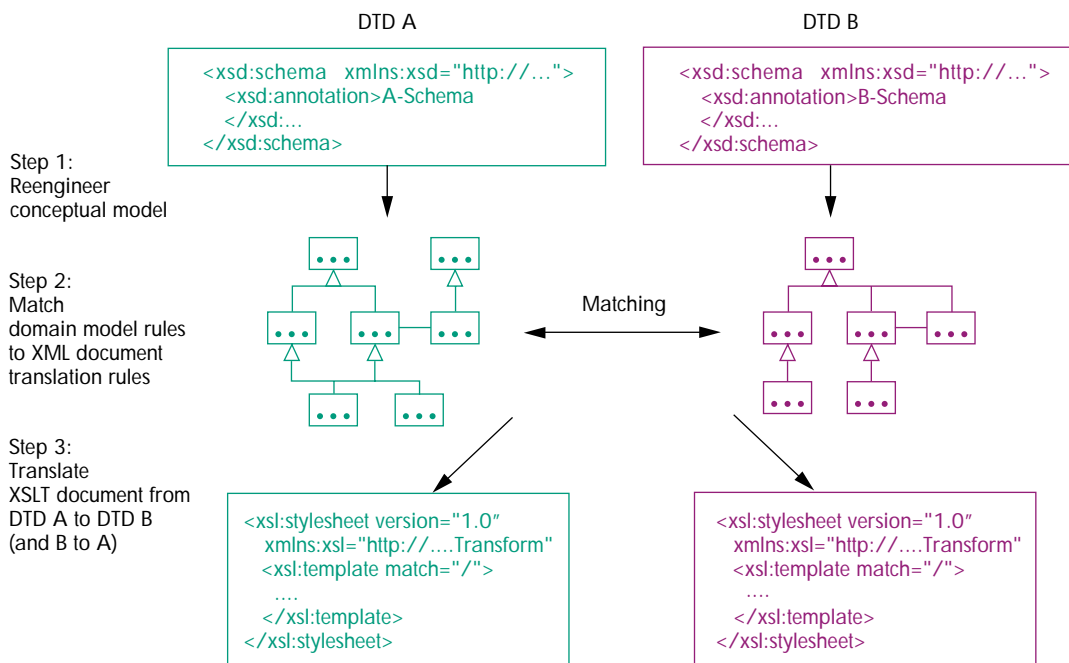 DTD A
DTD B
<xsd:schema xmlns:xsd="http://...">
<xsd:annotation>A-Schema
</xsd:...
</xsd:schema>
<xsd:schema xmlns:xsd="http://...">
<xsd:annotation>B-Schema
</xsd:...
</xsd:schema>
Step 1:
Reengineer
conceptual model
Step 2:
Match
domain model rules
to XML document
translation rules
Matching
Step 3:
Translate
XSLT document from
DTD A to DTD B
(and B to A)
<xsl:stylesheet version="1.0"
xmlns:xsl="http://....Transform"
<xsl:template match="/">
....
</xsl:template>
</xsl:stylesheet>
<xsl:stylesheet version="1.0"
xmlns:xsl="http://....Transform"
<xsl:template match="/">
....
</xsl:template>
</xsl:stylesheet>